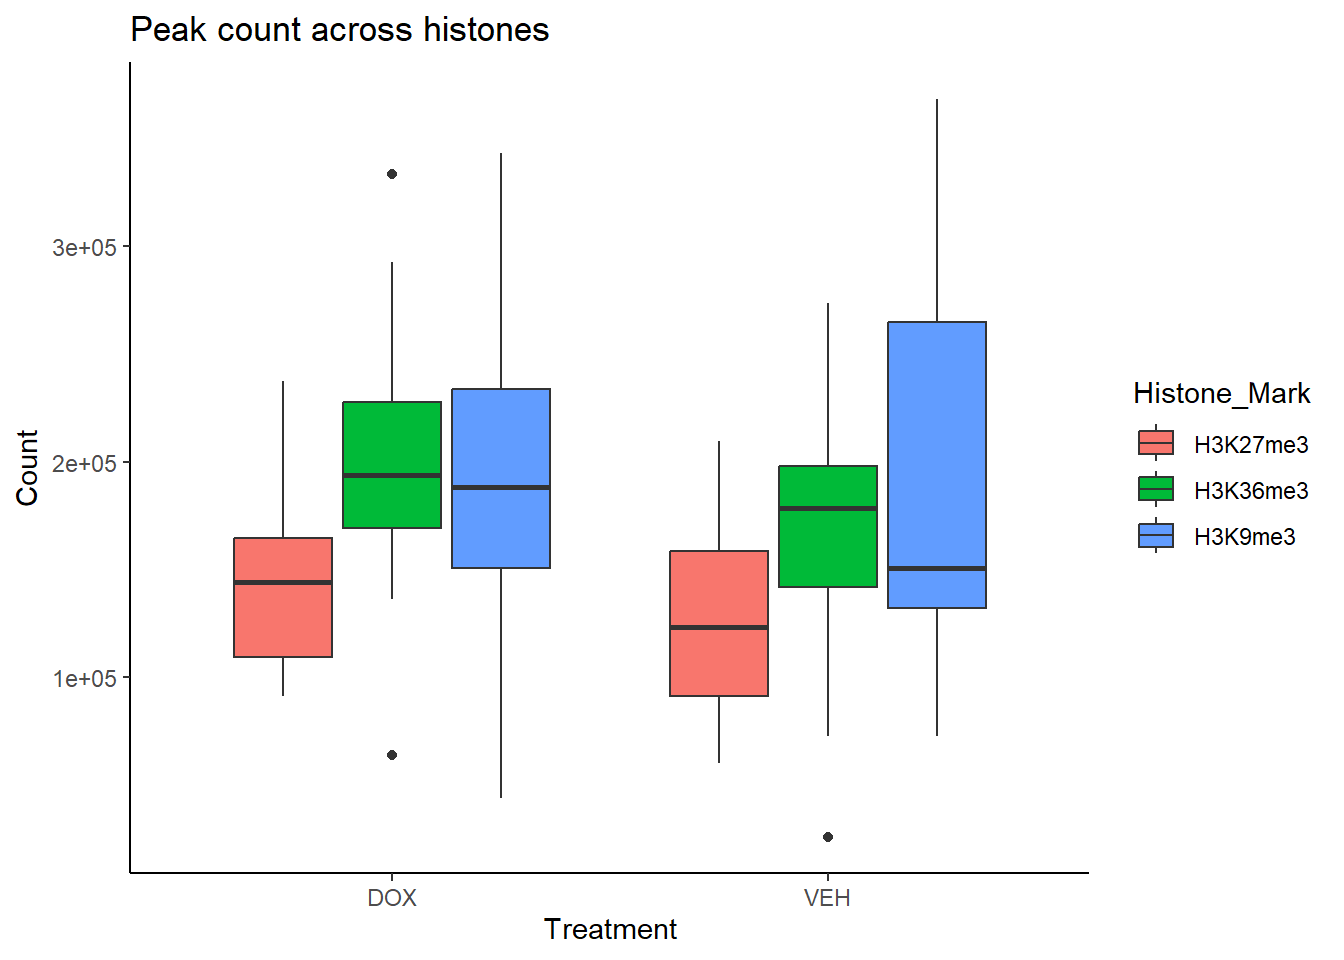 Peak count across histones
Count
3e+05
2e+05
1e+05
DOX
VEH
Treatment
Histone_Mark
H3K27me3
H3K36me3
H3K9me3